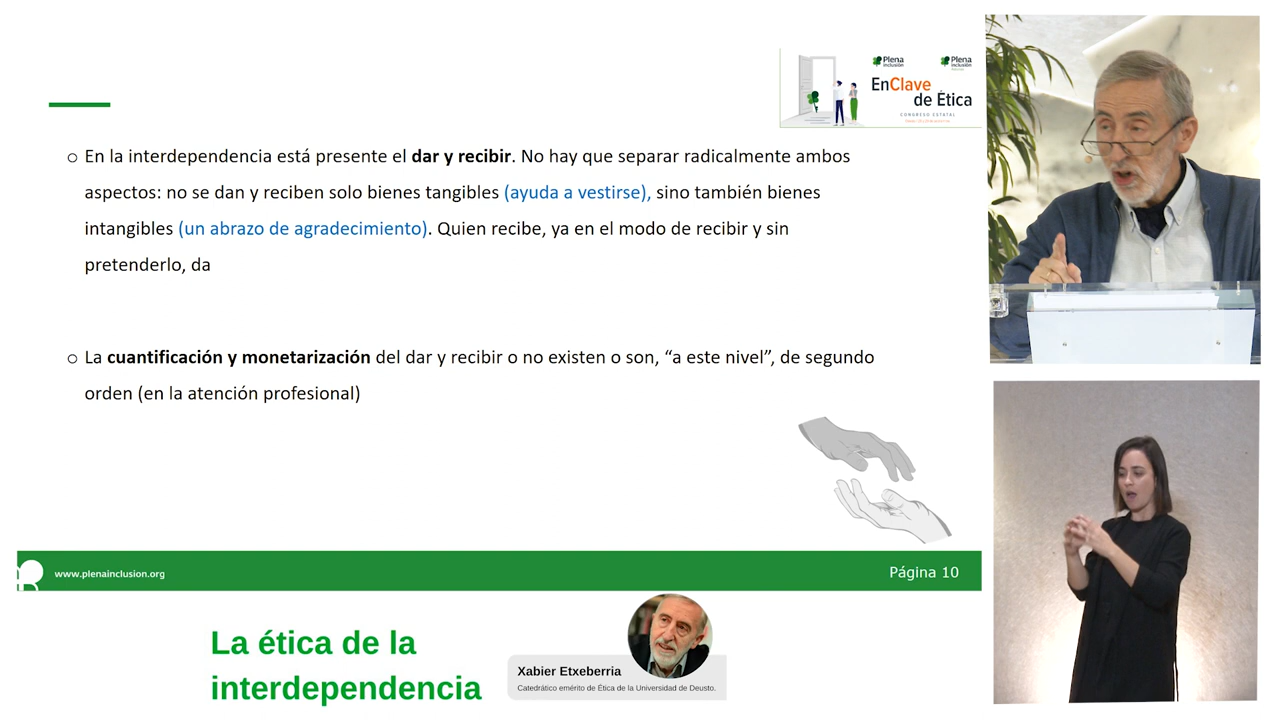 Plena
inclusión
Plena
inclusión
EnClave
de Ética
CONGRESO ESTATAL
En la interdependencia está presente el dar y recibir. No hay que separar radicalmente ambos
aspectos: no se dan y reciben solo bienes tangibles (ayuda a vestirse), sino también bienes
intangibles (un abrazo de agradecimiento). Quien recibe, ya en el modo de recibir y sin
pretenderlo, da
La cuantificación y monetarización del dar y recibir o no existen o son, “a este nivel”, de segundo
orden (en la atención profesional)
www.plenainclusion.org
Página 10
La ética de la
interdependencia
Xabier Etxeberria
Catedrático emérito de Ética de la Universidad de Deusto.